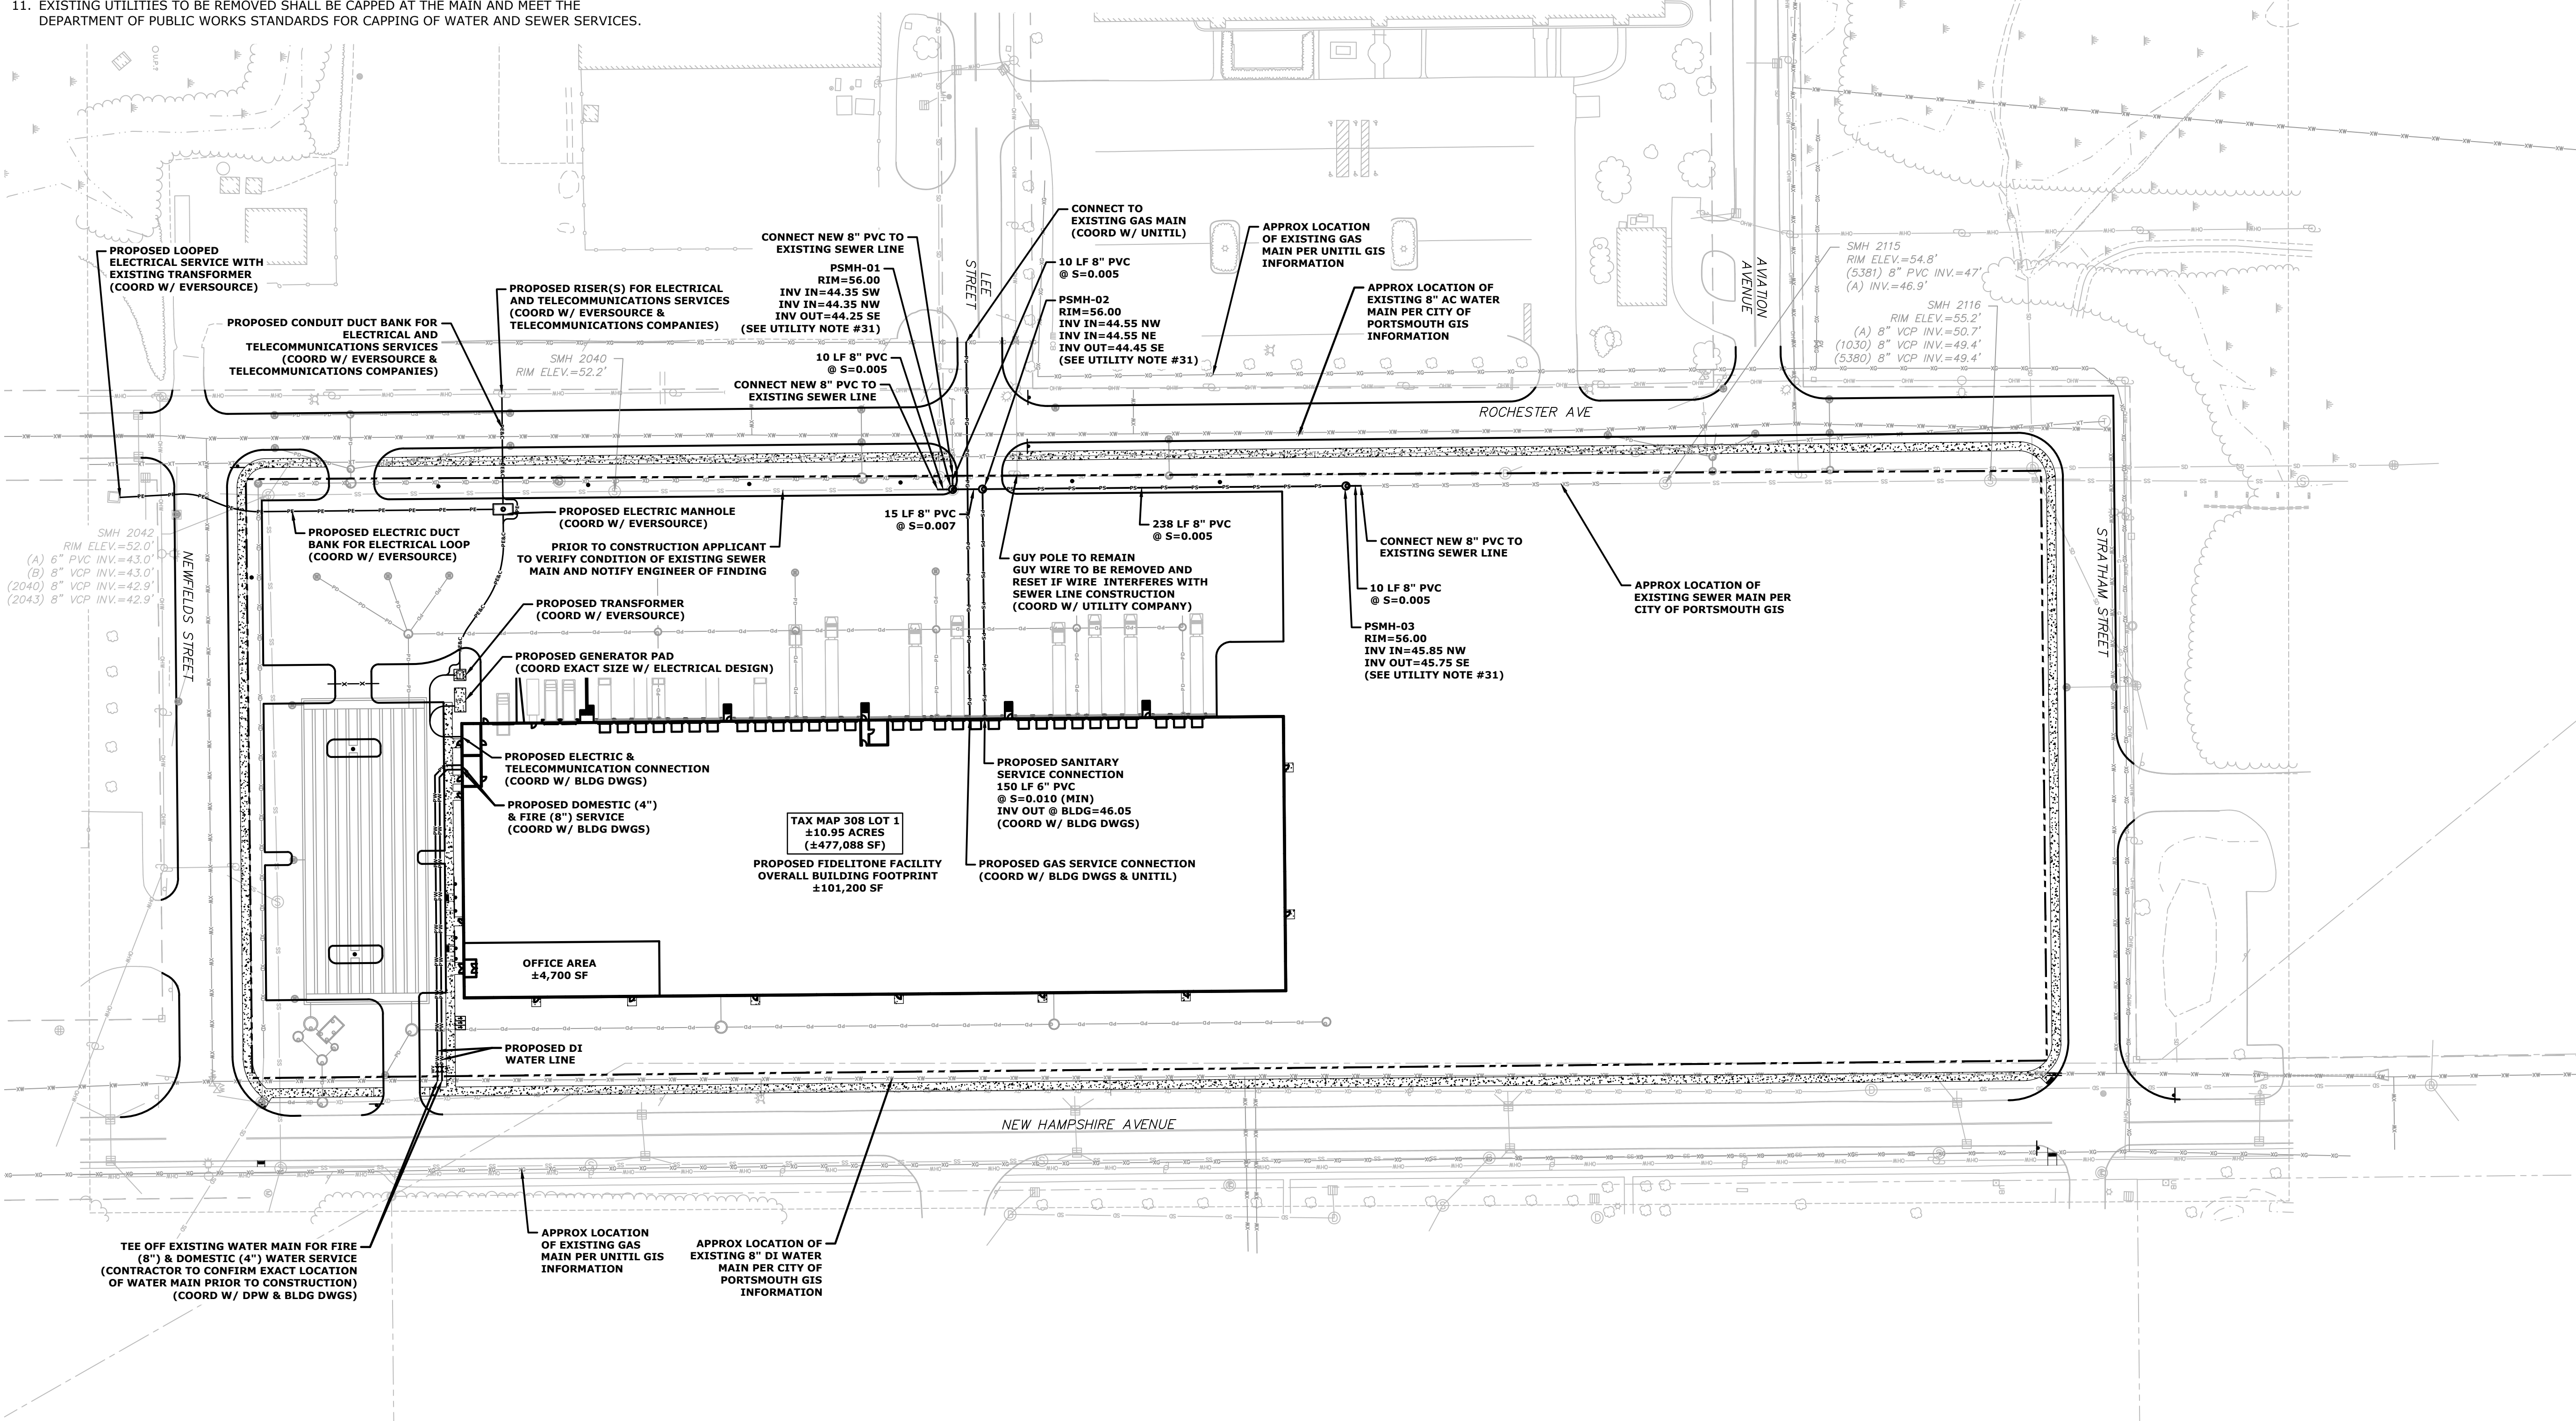 11. EXISTING UTILITIES TO BE REMOVED SHALL BE CAPPED AT THE MAIN AND MEET THE
DEPARTMENT OF PUBLIC WORKS STANDARDS FOR CAPPING OF WATER AND SEWER SERVICES.
PROPOSED LOOPED
ELECTRICAL SERVICE WITH
EXISTING TRANSFORMER
(COORD W/ EVERSOURCE)
PROPOSED CONDUIT DUCT BANK FOR
ELECTRICAL AND
TELECOMMUNICATIONS SERVICES
(COORD W/ EVERSOURCE &
TELECOMMUNICATIONS COMPANIES)
PROPOSED RISER(S) FOR ELECTRICAL
AND TELECOMMUNICATIONS SERVICES
(COORD W/ EVERSOURCE &
TELECOMMUNICATIONS COMPANIES)
SMH 2040
RIM ELEV.=52.2'
CONNECT NEW 8" PVC TO
EXISTING SEWER LINE
PSMH-01
RIM=56.00
INV IN=44.35 SW
INV IN=44.35 NW
INV OUT=44.25 SE
(SEE UTILITY NOTE #31)
10 LF 8" PVC
@ S=0.005
CONNECT NEW 8" PVC TO
EXISTING SEWER LINE
LEE
STREET
CONNECT TO
EXISTING GAS MAIN
(COORD W/ UNITIL)
10 LF 8" PVC
@ S=0.005
PSMH-02
RIM=56.00
INV IN=44.55 NW
INV IN=44.55 NE
INV OUT=44.45 SE
(SEE UTILITY NOTE #31)
APPROX LOCATION
OF EXISTING GAS
MAIN PER UNITIL GIS
INFORMATION
APPROX LOCATION OF
EXISTING 8" AC WATER
MAIN PER CITY OF
PORTSMOUTH GIS
INFORMATION
AVIATION
AVENUE
SMH 2115
RIM ELEV.=54.8'
(5381) 8" PVC INV.=47'
(A) INV.=46.9'
SMH 2116
RIM ELEV.=55.2'
(A) 8" VCP INV.=50.7'
(1030) 8" VCP INV.=49.4'
(5380) 8" VCP INV.=49.4'
ROCHESTER AVE
SMH 2042
RIM ELEV.=52.0'
(A) 6" PVC INV.=43.0'
(B) 8" VCP INV.=43.0'
(2040) 8" VCP INV.=42.9'
(2043) 8" VCP INV.=42.9'
NEWFIELDS STREET
PROPOSED ELECTRIC DUCT
BANK FOR ELECTRICAL LOOP
(COORD W/ EVERSOURCE)
PROPOSED ELECTRIC MANHOLE
(COORD W/ EVERSOURCE)
PRIOR TO CONSTRUCTION APPLICANT
TO VERIFY CONDITION OF EXISTING SEWER
MAIN AND NOTIFY ENGINEER OF FINDING
15 LF 8" PVC
@ S=0.007
GUY POLE TO REMAIN
GUY WIRE TO BE REMOVED AND
RESET IF WIRE INTERFERES WITH
SEWER LINE CONSTRUCTION
(COORD W/ UTILITY COMPANY)
238 LF 8" PVC
@ S=0.005
CONNECT NEW 8" PVC TO
EXISTING SEWER LINE
10 LF 8" PVC
@ S=0.005
PSMH-03
RIM=56.00
INV IN=45.85 NW
INV OUT=45.75 SE
(SEE UTILITY NOTE #31)
APPROX LOCATION OF
EXISTING SEWER MAIN PER
CITY OF PORTSMOUTH GIS
STRATHAM STREET
PROPOSED TRANSFORMER
(COORD W/ EVERSOURCE)
PROPOSED GENERATOR PAD
(COORD EXACT SIZE W/ ELECTRICAL DESIGN)
PROPOSED ELECTRIC &
TELECOMMUNICATION CONNECTION
(COORD W/ BLDG DWGS)
PROPOSED DOMESTIC (4")
& FIRE (8") SERVICE
(COORD W/ BLDG DWGS)
TAX MAP 308 LOT 1
±10.95 ACRES
(±477,088 SF)
PROPOSED FIDELITONE FACILITY
OVERALL BUILDING FOOTPRINT
±101,200 SF
PROPOSED SANITARY
SERVICE CONNECTION
150 LF 6" PVC
@ S=0.010 (MIN)
INV OUT @ BLDG=46.05
(COORD W/ BLDG DWGS)
PROPOSED GAS SERVICE CONNECTION
(COORD W/ BLDG DWGS & UNITIL)
OFFICE AREA
±4,700 SF
PROPOSED DI
WATER LINE
NEW HAMPSHIRE AVENUE
TEE OFF EXISTING WATER MAIN FOR FIRE
(8") & DOMESTIC (4") WATER SERVICE
(CONTRACTOR TO CONFIRM EXACT LOCATION
OF WATER MAIN PRIOR TO CONSTRUCTION)
(COORD W/ DPW & BLDG DWGS)
APPROX LOCATION
OF EXISTING GAS
MAIN PER UNITIL GIS
INFORMATION
APPROX LOCATION OF
EXISTING 8" DI WATER
MAIN PER CITY OF
PORTSMOUTH GIS
INFORMATION